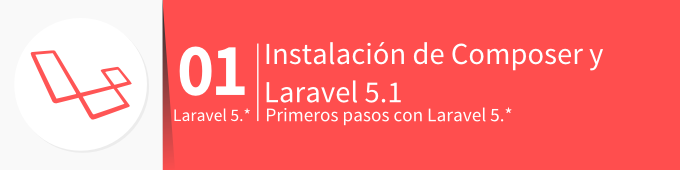 01
Laravel 5.*
Instalación de Composer y
Laravel 5.1
Primeros pasos con Laravel 5.*